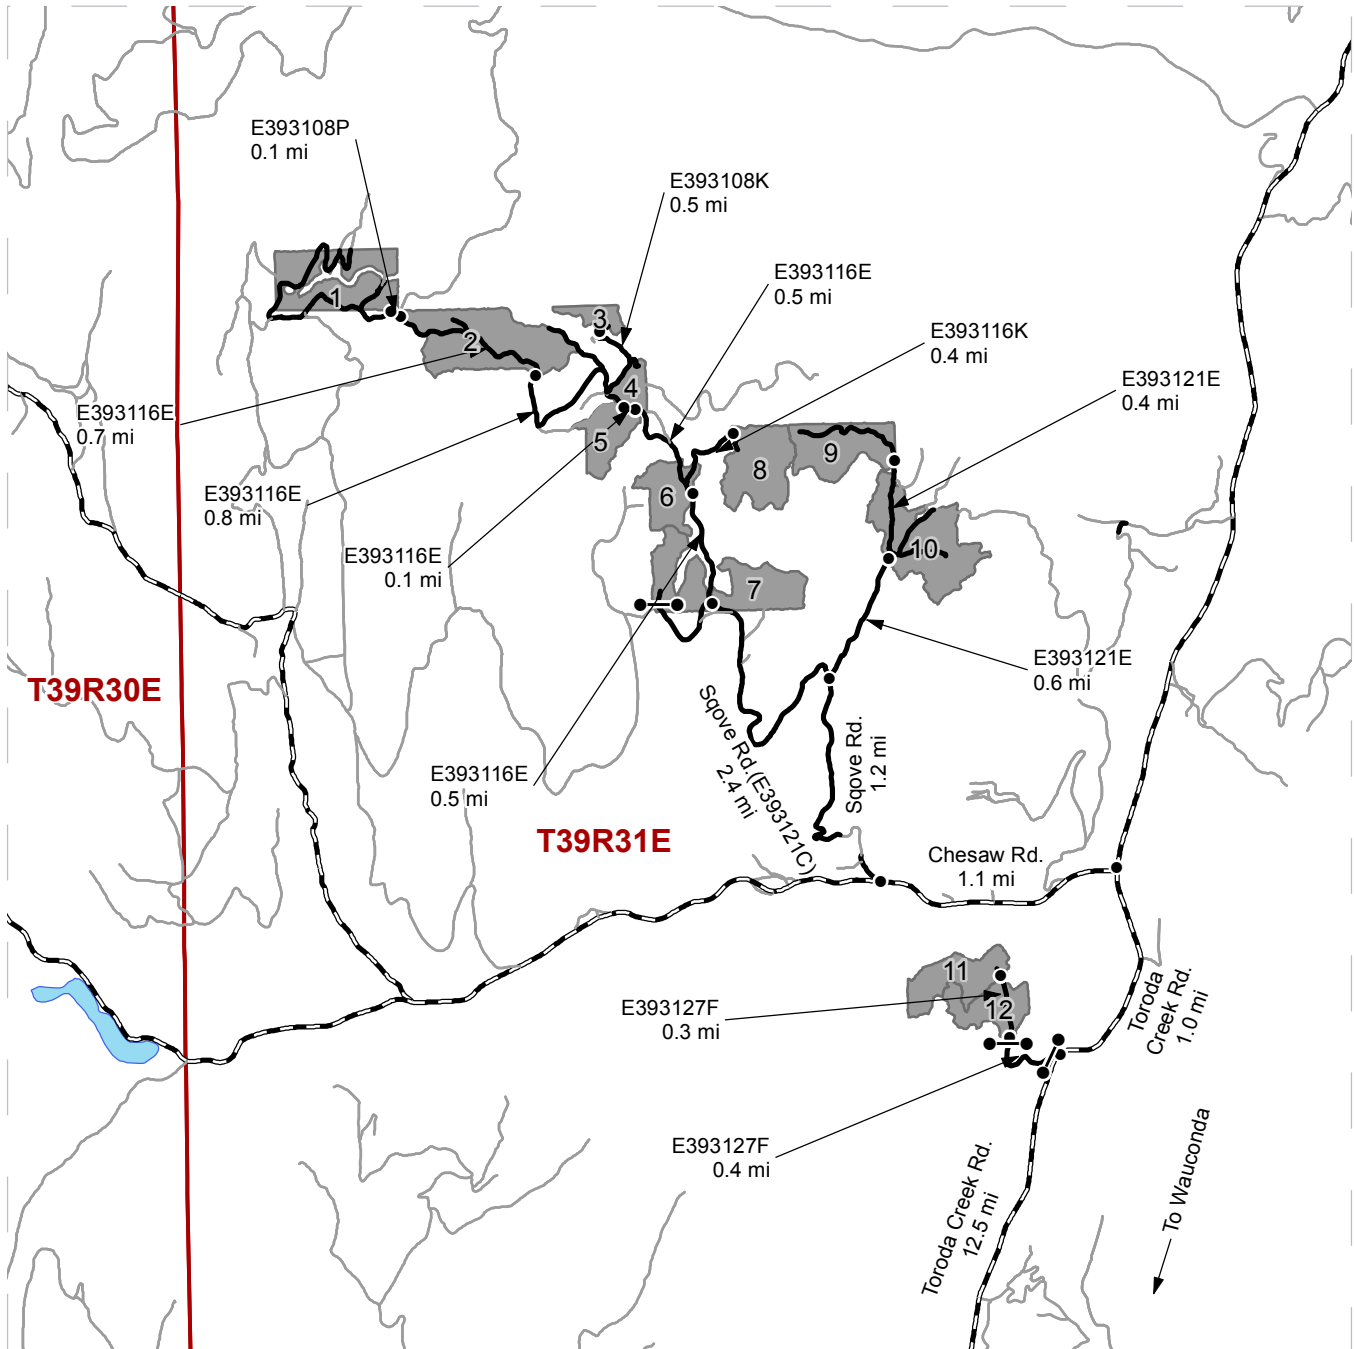 E393108P
0.1 mi
E393108K
0.5 mi
E393116E
0.5 mi
E393116K
0.4 mi
E393121E
0.4 mi
1
2
3
4
5
6
7
8
9
10
E393116E
0.7 mi
E393116E
0.8 mi
E393116E
0.1 mi
E393121E
0.6 mi
T39R30E
Sqove Rd.(E393121C)
2.4 mi
Sqove Rd.
1.2 mi
E393116E
0.5 mi
T39R31E
Chesaw Rd.
1.1 mi
11
12
E393127F
0.3 mi
Toroda
Creek Rd.
1.0 mi
E393127F
0.4 mi
Toroda Creek Rd.
12.5 mi
To Wauconda